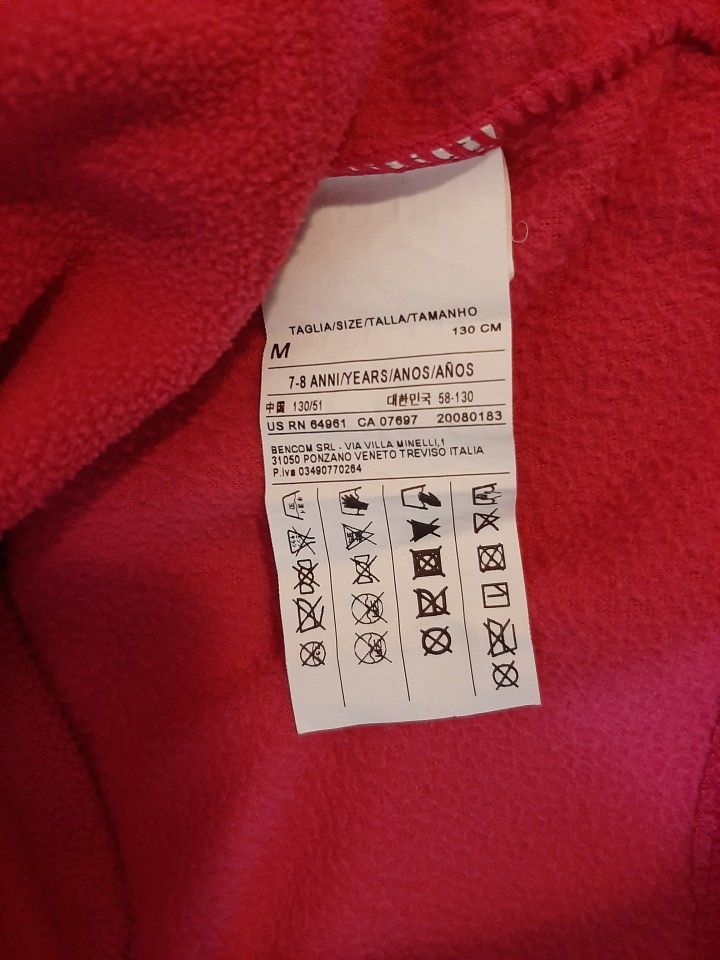 TAGLIA/SIZE/TALLA/TAMANHO
M 130 CM
7-8 ANNI/YEARS/ANOS/AÑOS
中国 130/51 대한민국 58-130
US RN 64961 CA 07697 20080183
BENCOM SRL - VIA VILLA MINELLI,1
31050 PONZANO VENETO TREVISO ITALIA
P.iva 03490770264